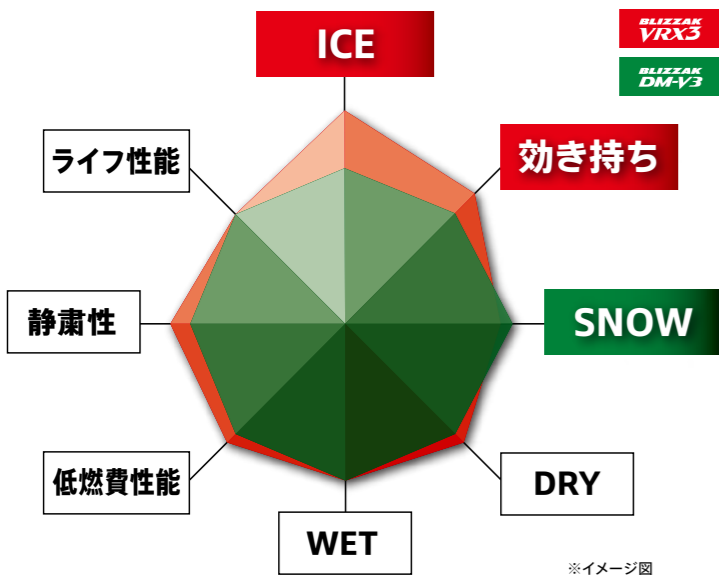 ICE
BLIZZAK
VRX3
BLIZZAK
DM-V3
ライフ性能
効き持ち
静粛性
SNOW
低燃費性能
DRY
WET
※イメージ図